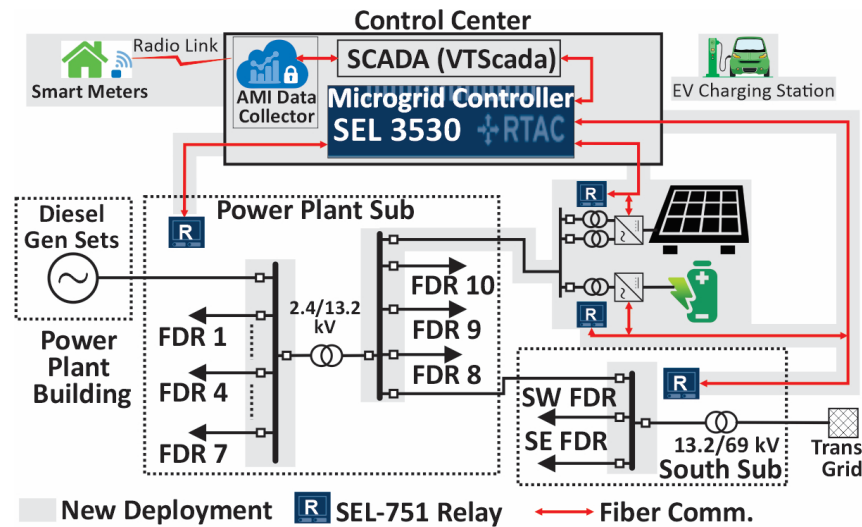 Control Center
Radio Link
Smart Meters
AMI Data
Collector
SCADA (VTScada)
Microgrid Controller
SEL 3530
RTAC
EV Charging Station
Diesel
Gen Sets
Power
Plant
Building
R
Power Plant Sub
FDR 1
FDR 4
FDR 7
2.4/13.2
kV
FDR 10
FDR 9
FDR 8
R
R
SW FDR
SE FDR
R
13.2/69 kV
South Sub
Trans
Grid
New Deployment
R
SEL-751 Relay
Fiber Comm.